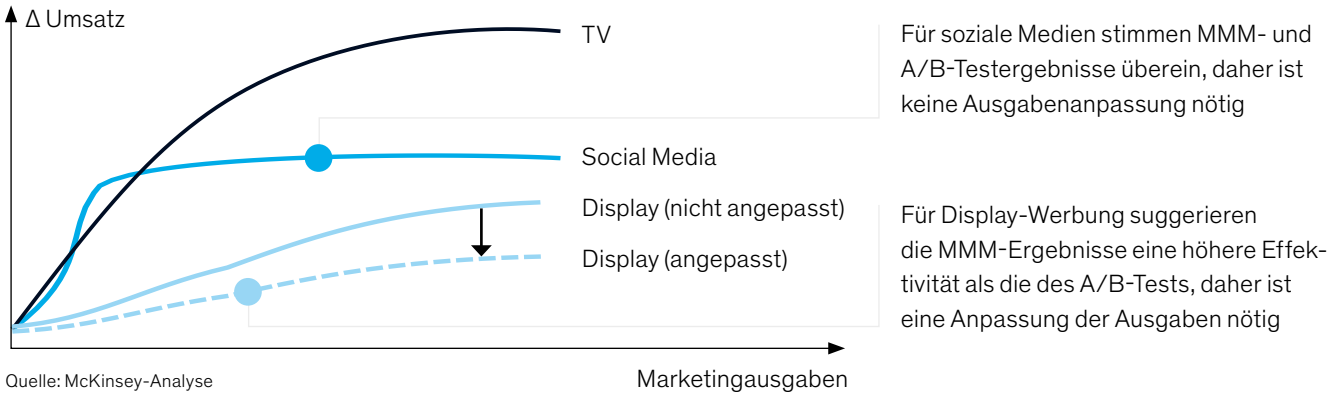 Δ Umsatz
TV
Für soziale Medien stimmen MMM- und
A/B-Testergebnisse überein, daher ist
keine Ausgabenanpassung nötig
Social Media
Display (nicht angepasst)
Display (angepasst)
Für Display-Werbung suggerieren
die MMM-Ergebnisse eine höhere Effek-
tivität als die des A/B-Tests, daher ist
eine Anpassung der Ausgaben nötig
Quelle: McKinsey-Analyse
Marketingausgaben